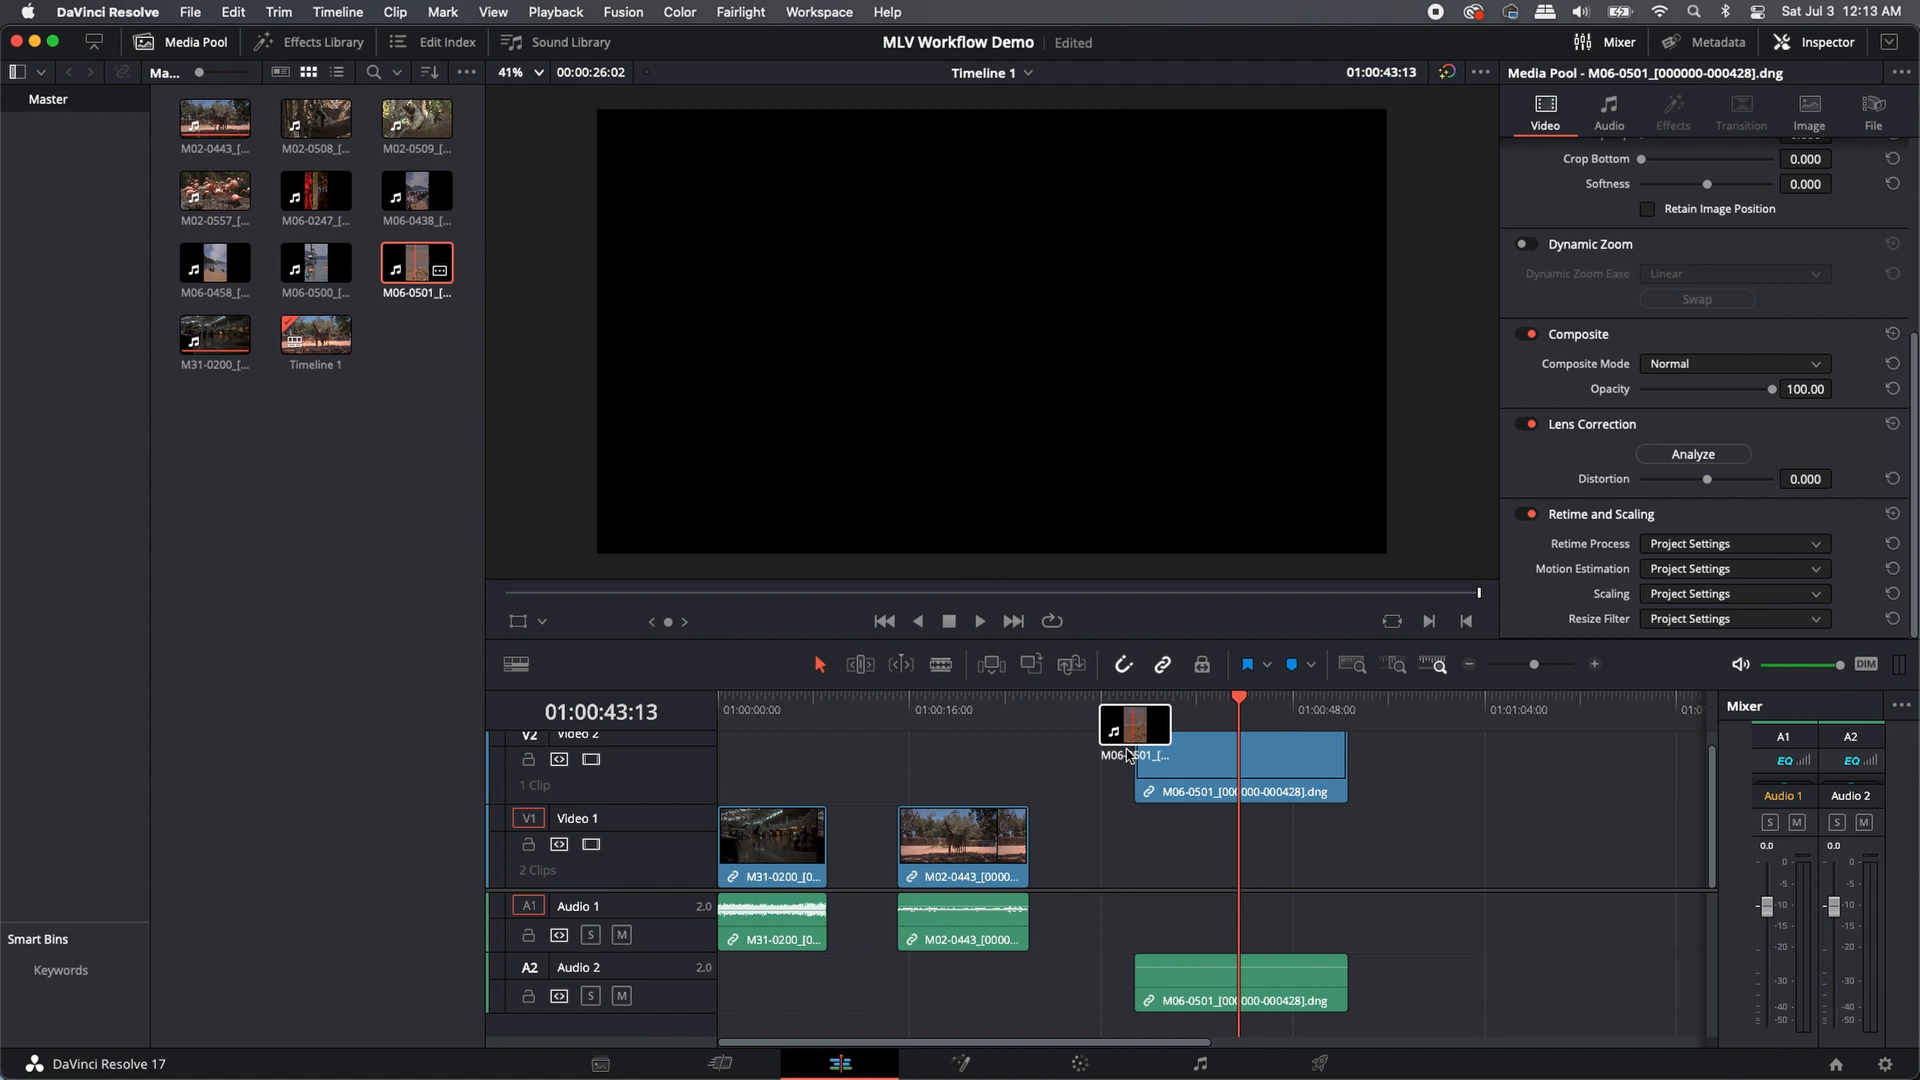 DaVinci Resolve File Edit Trim Timeline Clip Mark View Playback Fusion Color Fairlight Workspace Help Sat Jul 3 12:13 AM
Media Pool Effects Library Edit Index Sound Library MLV Workflow Demo Edited Mixer Metadata Inspector
Ma... 41% 00:00:26:02 Timeline 1 01:00:43:13 Media Pool - M06-0501_[000000-000428].dng
Master
Video Audio Effects Transition Image File
M02-0443_[... M02-0508_[... M02-0509_[...
M02-0557_[... M06-0247_[... M06-0438_[...
M06-0458_[... M06-0500_[... M06-0501_[...
M31-0200_[... Timeline 1
Crop Bottom 0.000
Softness 0.000
Retain Image Position
Dynamic Zoom
Dynamic Zoom Ease Linear
Swap
Composite
Composite Mode Normal
Opacity 100.00
Lens Correction
Analyze
Distortion 0.000
Retime and Scaling
Retime Process Project Settings
Motion Estimation Project Settings
Scaling Project Settings
Resize Filter Project Settings
DIM
01:00:43:13 01:00:00:00 01:00:16:00 01:00:48:00 01:01:04:00
V2 Video 2
1 Clip
M06-0501_[000000-000428].dng
V1 Video 1
2 Clips
M31-0200_[0... M02-0443_[0000...
A1 Audio 1 2.0
S M
M31-0200_[0... M02-0443_[0000...
A2 Audio 2 2.0
S M
M06-0501_[000000-000428].dng
Mixer
A1 A2
EQ EQ
Audio 1 Audio 2
S M S M
0.0 0.0
0 0
-5 -5
-10 -10
-15 -15
-20 -20
-30 -30
-40 -40
-50 -50
Smart Bins
Keywords
DaVinci Resolve 17